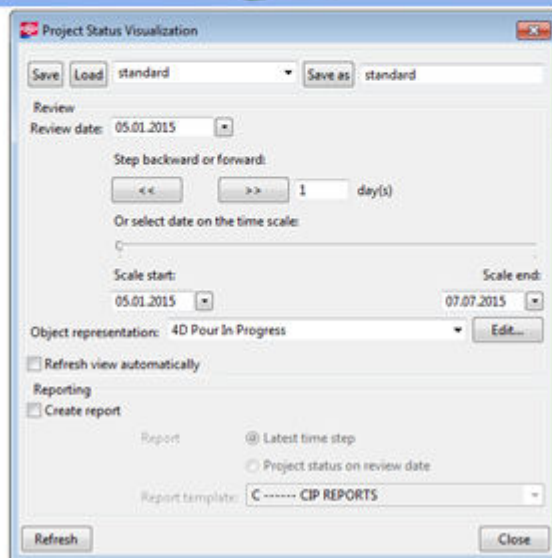 Project Status Visualization
Save Load standard Save as standard
Review
Review date: 05.01.2015
Step backward or forward:
<< >> 1 day(s)
Or select date on the time scale:
Scale start: Scale end:
05.01.2015 07.07.2015
Object representation: 4D Pour In Progress Edit...
Refresh view automatically
Reporting
Create report
Report Latest time step
Project status on review date
Report template: C ------ CIP REPORTS
Refresh Close